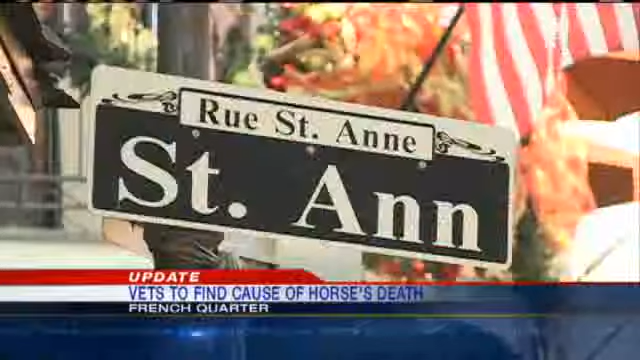 Rue St. Anne
St. Ann
UPDATE
VETS TO FIND CAUSE OF HORSE'S DEATH
FRENCH QUARTER